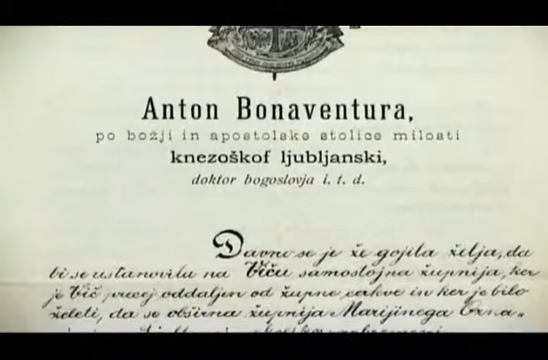 Anton Bonaventura,
po božji in apostolske stolice milosti
knezoškof ljubljanski,
doktor bogoslovja i. t. d.
Davno se je že gojila želja, da
bi se ustanovila na Viču samostojna župnija, ker
je Vič precej oddaljen od župne cerkve in ker je bilo
želeti, da se obširna župnija Marijinega Ozna-